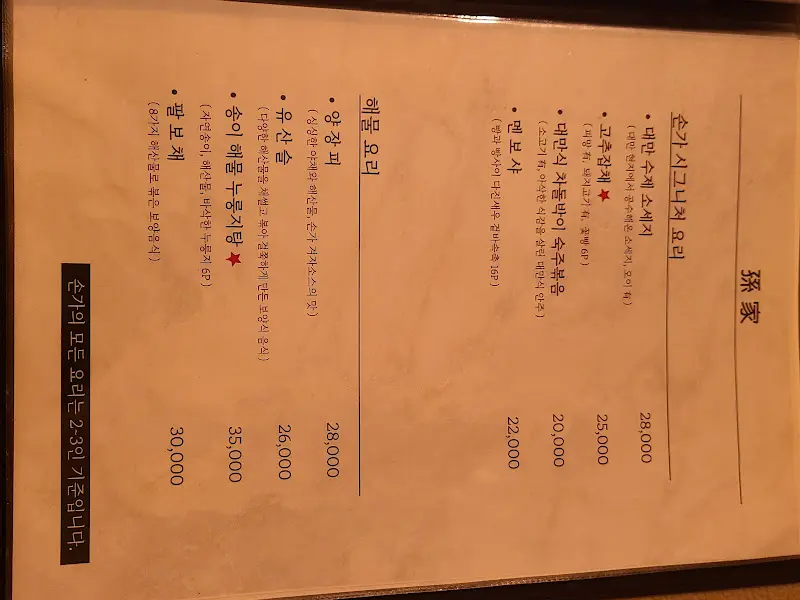 孫家
손가 시그니처 요리
• 대만 수제 소세지 28,000
( 대만 현지에서 공수해온 소세지, 오이 有 )
• 고추잡채 ★ 25,000
( 피망 有, 돼지고기 有, 꽃빵 6P )
• 대만식 차돌박이 숙주볶음 20,000
( 소고기 有, 아삭한 식감을 살린 대만식 안주 )
• 멘보샤 22,000
( 빵과 빵사이 다진새우 겉바속촉 16P )
해물 요리
• 양장피 28,000
( 싱싱한 야채와 해산물, 손가 겨자소스의 맛 )
• 유산슬 26,000
( 다양한 해산물을 채썰고 볶아 걸쭉하게 만든 보양식 음식 )
• 송이 해물 누룽지탕 ★ 35,000
( 자연송이, 해산물, 바삭한 누룽지 6P )
• 팔보채 30,000
( 8가지 해산물로 볶은 보양음식 )
손가의 모든 요리는 2-3인 기준입니다.